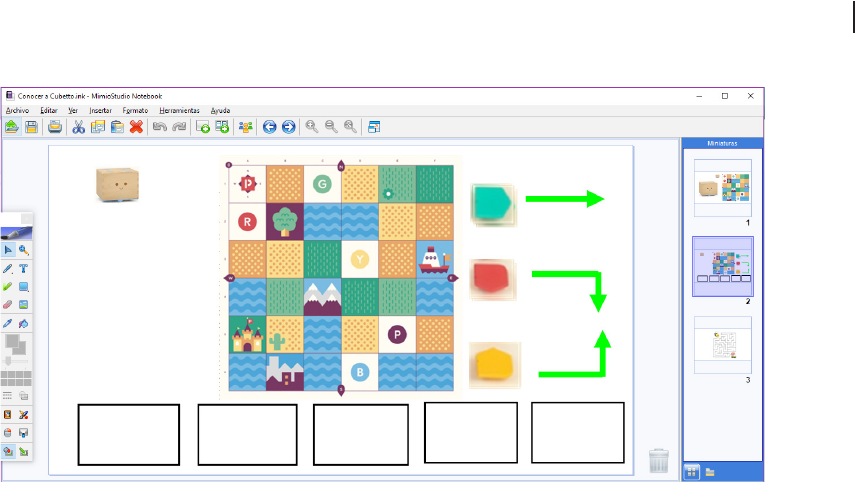 Conocer a Cubetto.ink - MimioStudio Notebook
Archivo Editar Ver Insertar Formato Herramientas Ayuda
Miniaturas
P G
R
Y
W E
P
B
1
2
3